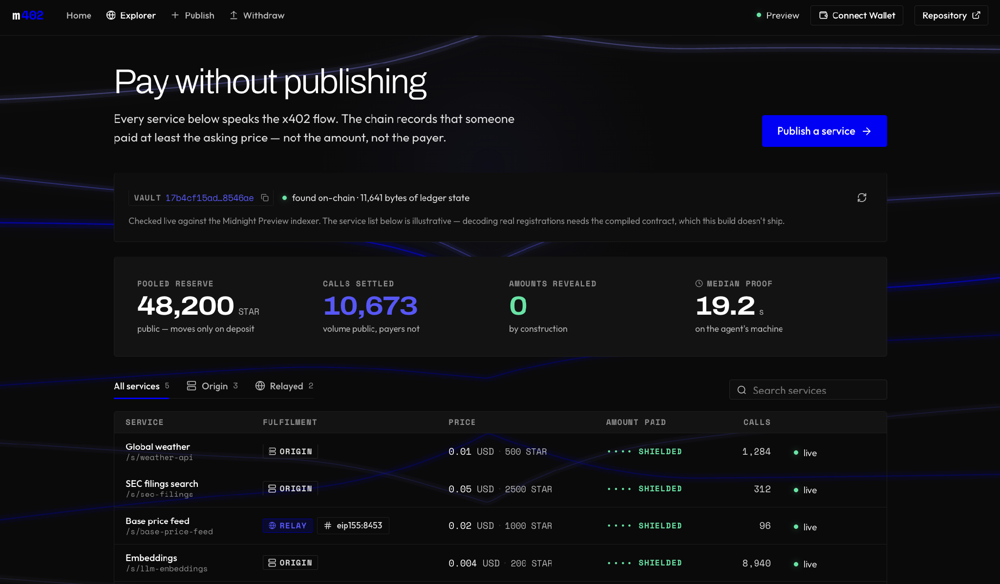 m402 Home Explorer Publish Withdraw Preview Connect Wallet Repository
Pay without publishing
Every service below speaks the x402 flow. The chain records that someone
paid at least the asking price — not the amount, not the payer.
Publish a service
VAULT 17b4cf15ad…8546ae found on-chain · 11,641 bytes of ledger state
Checked live against the Midnight Preview indexer. The service list below is illustrative — decoding real registrations needs the compiled contract, which this build doesn't ship.
POOLED RESERVE CALLS SETTLED AMOUNTS REVEALED MEDIAN PROOF
48,200 STAR 10,673 0 19.2 s
public — moves only on deposit volume public, payers not by construction on the agent's machine
All services 5 Origin 3 Relayed 2 Search services
SERVICE FULFILMENT PRICE AMOUNT PAID CALLS
Global weather
/s/weather-api
ORIGIN 0.01 USD · 500 STAR •••• SHIELDED 1,284 live
SEC filings search
/s/sec-filings
ORIGIN 0.05 USD · 2500 STAR •••• SHIELDED 312 live
Base price feed
/s/base-price-feed
RELAY # eip155:8453 0.02 USD · 1000 STAR •••• SHIELDED 96 live
Embeddings
/s/llm-embeddings
ORIGIN 0.004 USD · 200 STAR •••• SHIELDED 8,940 live